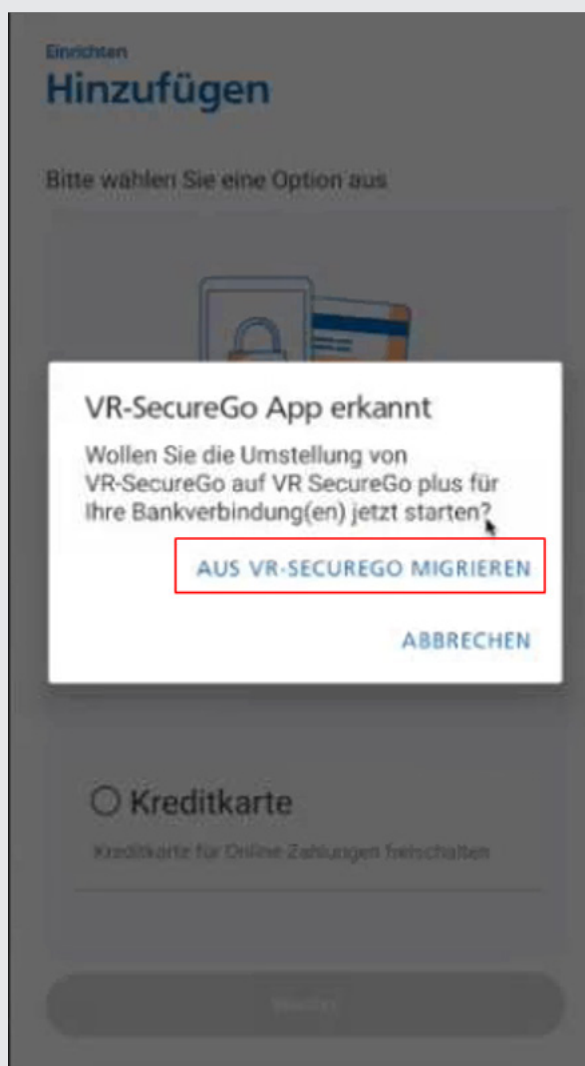 Einrichten
Hinzufügen
Bitte wählen Sie eine Option aus
VR-SecureGo App erkannt
Wollen Sie die Umstellung von
VR-SecureGo auf VR SecureGo plus für
Ihre Bankverbindung(en) jetzt starten?
AUS VR-SECUREGO MIGRIEREN
ABBRECHEN
Kreditkarte
Kreditkarte für Online Zahlungen freischalten